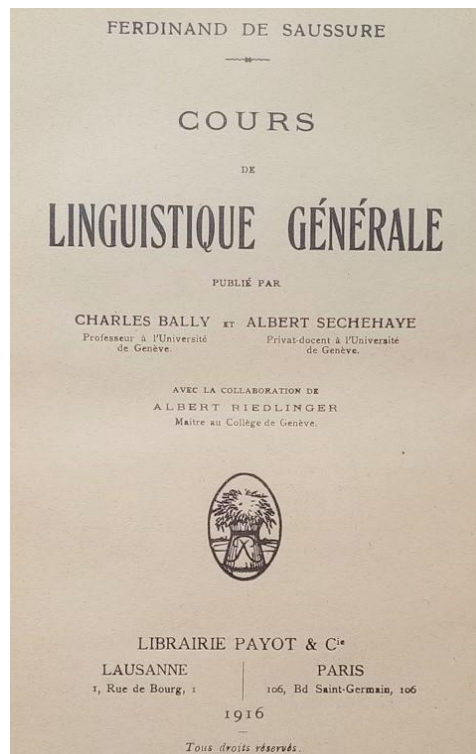 FERDINAND DE SAUSSURE
COURS
DE
LINGUISTIQUE GÉNÉRALE
PUBLIÉ PAR
CHARLES BALLY ET ALBERT SECHEHAYE
Professeur à l'Université Privat-docent à l'Université
de Genève. de Genève.
AVEC LA COLLABORATION DE
ALBERT RIEDLINGER
Maître au Collège de Genève.
LIBRAIRIE PAYOT & Cie
LAUSANNE PARIS
1, Rue de Bourg, 1 106, Bd Saint-Germain, 106
1916
Tous droits réservés.